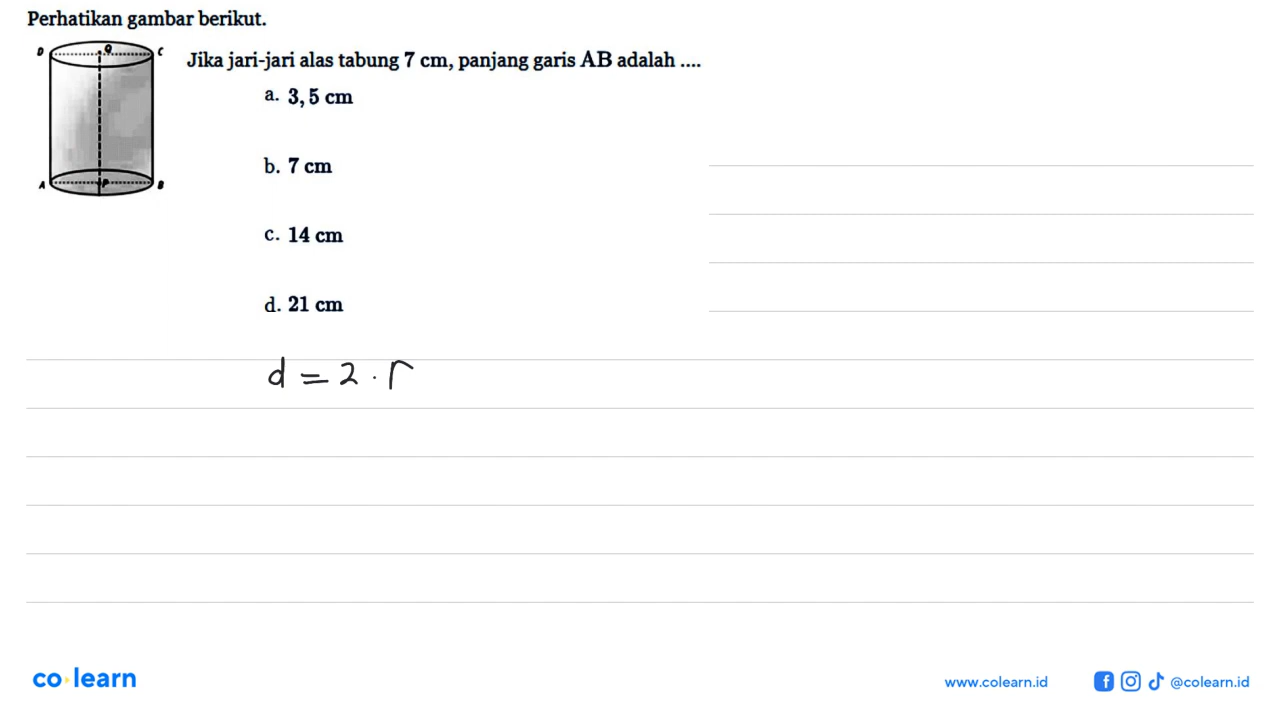 Perhatikan gambar berikut.
D Q C
Jika jari-jari alas tabung 7 cm, panjang garis AB adalah ....
a. 3, 5 cm
b. 7 cm
A P B
c. 14 cm
d. 21 cm
d = 2 . r
co learn
www.colearn.id
@colearn.id